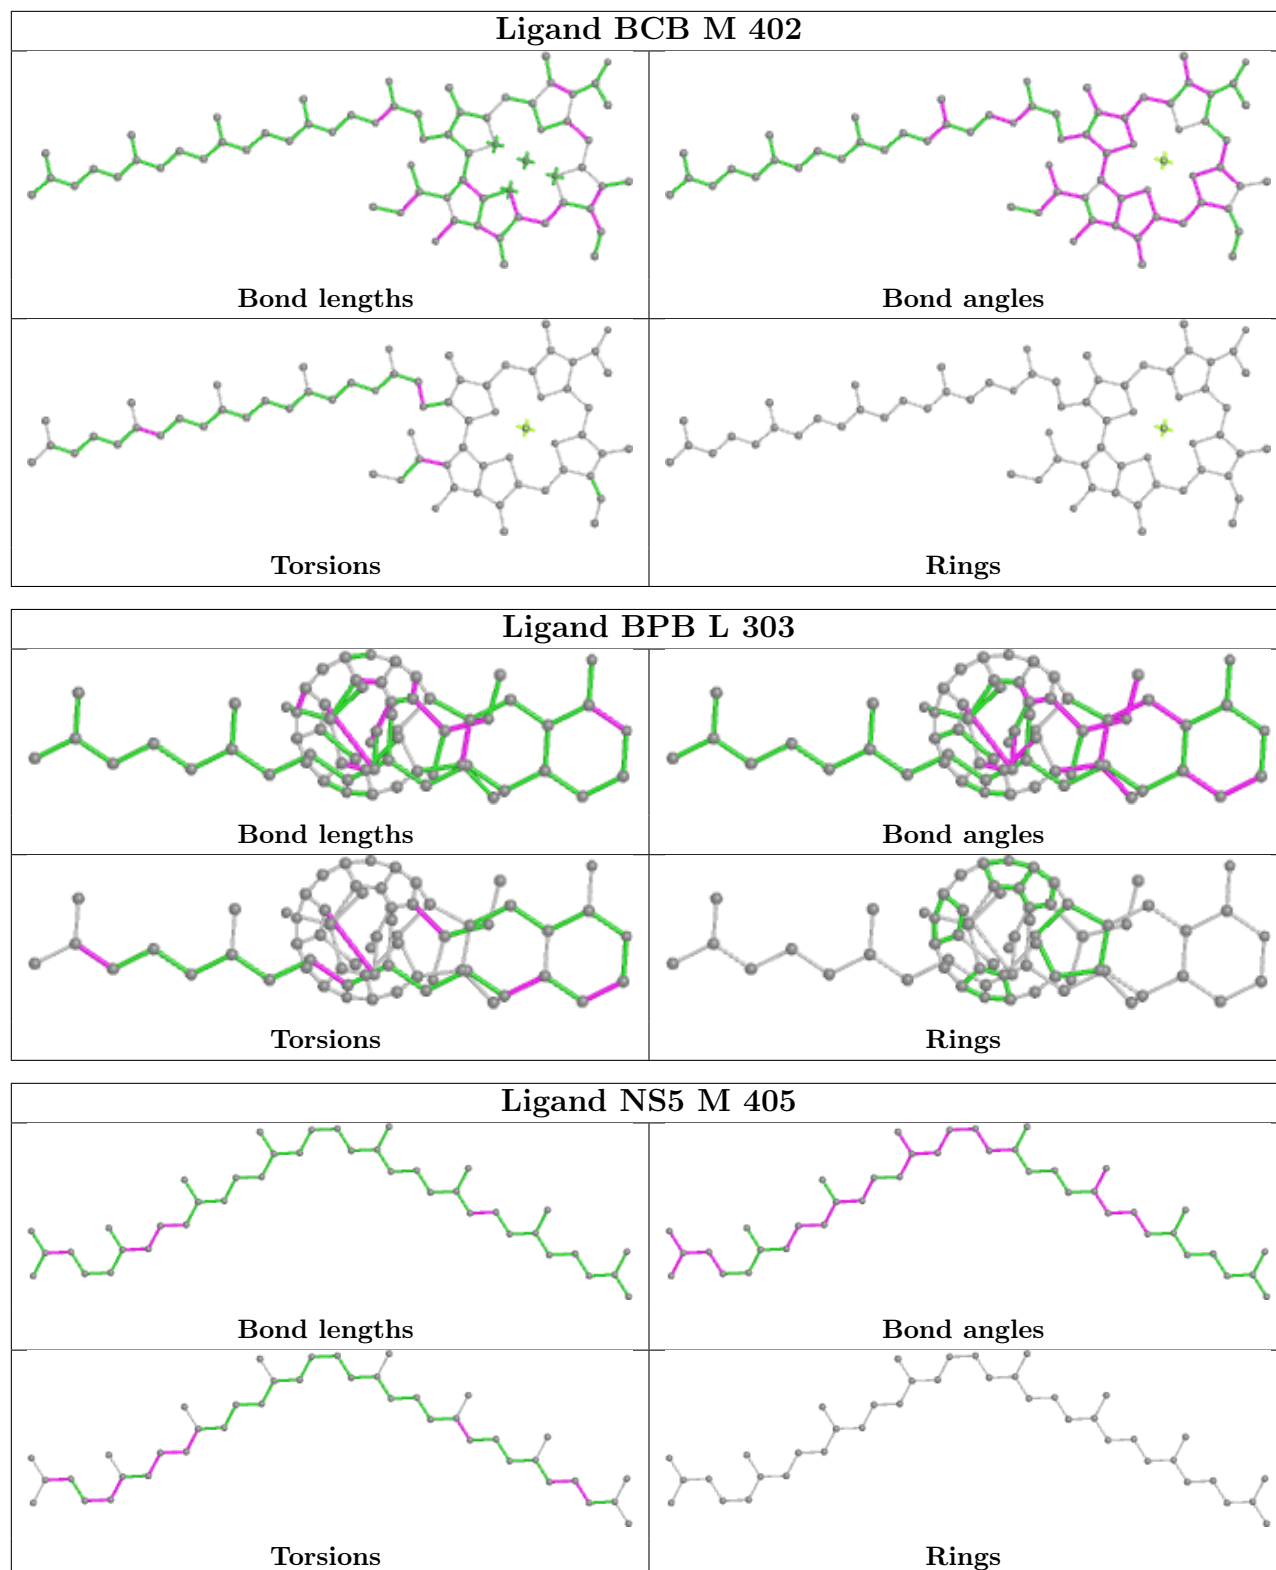 Ligand BCB M 402
Bond lengths
Bond angles
Torsions
Rings
Ligand BPB L 303
Bond lengths
Bond angles
Torsions
Rings
Ligand NS5 M 405
Bond lengths
Bond angles
Torsions
Rings